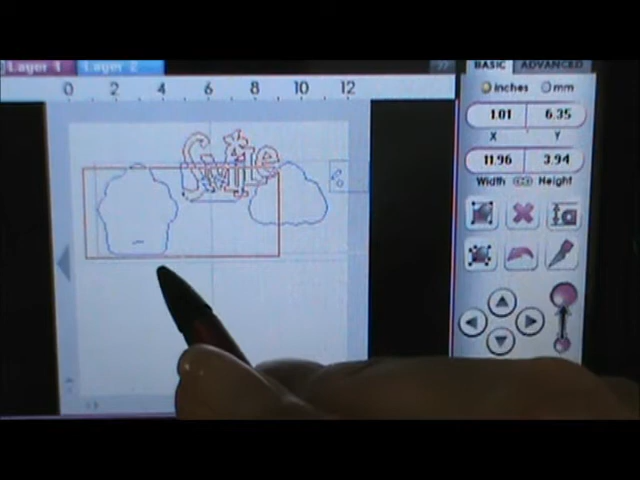 Layer 1 Layer 2
BASIC ADVANCED
0 2 4 6 8 10 12
inches mm
1.01 6.35
X Y
Smile
11.96 3.94
Width Height